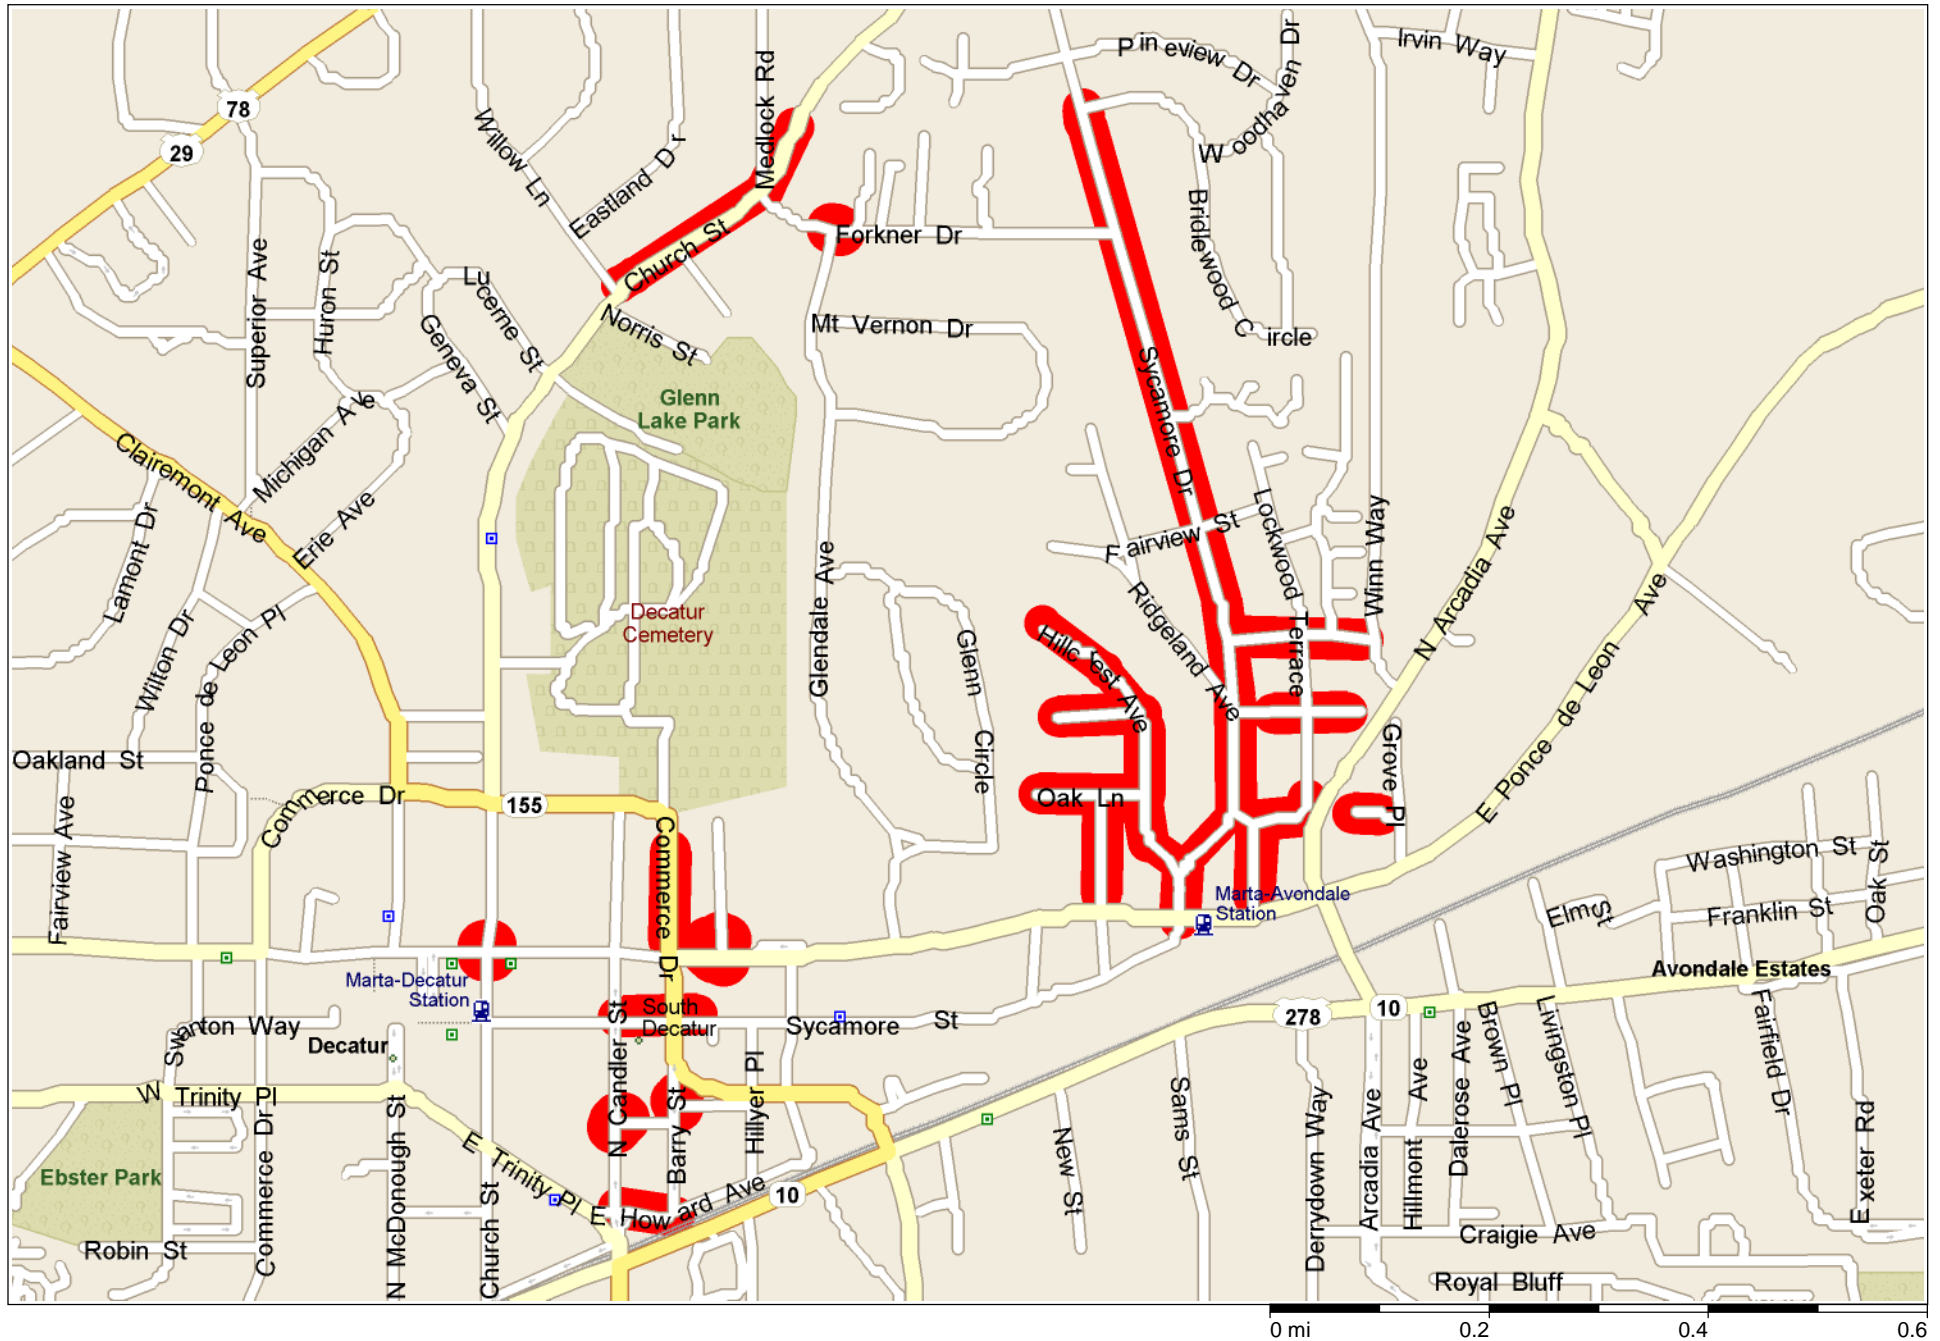 Pineview Dr
Irvin Way
Woodhaven Dr
Medlock Rd
78
29
Willow Ln
Eastland Dr
Bridlewood Circle
Church St
Forkner Dr
Superior Ave
Huron St
Lucerne St
Geneva St
Norris St
Mt Vernon Dr
Sycamore Dr
Glenn
Lake Park
Michigan Ave
Clairemont Ave
Erie Ave
Lamont Dr
Fairview St
Lockwood Terrace
Winn Way
N Arcadia Ave
Decatur
Cemetery
Glendale Ave
Glenn Circle
Ridgeland Ave
Hillcrest Ave
Wilton Dr
Ponce de Leon Pl
E Ponce de Leon Ave
Grove Pl
Oakland St
Commerce Dr
155
Oak Ln
Commerce Dr
Fairview Ave
Washington St
Oak St
Marta-Avondale
Station
Elm St
Franklin St
Marta-Decatur
Station
Avondale Estates
South
Decatur
Swanton Way
Decatur
Sycamore St
278
10
W Trinity Pl
N Candler St
Barry St
Hillyer Pl
E Trinity Pl
Ebster Park
Commerce Dr
N McDonough St
Church St
E Howard Ave
10
New St
Sams St
Derrydown Way
Arcadia Ave
Hillmont Ave
Dalerose Ave
Brown Pl
Livingston Pl
Fairfield Dr
Exeter Rd
Robin St
Craigie Ave
Royal Bluff
0 mi
0.2
0.4
0.6